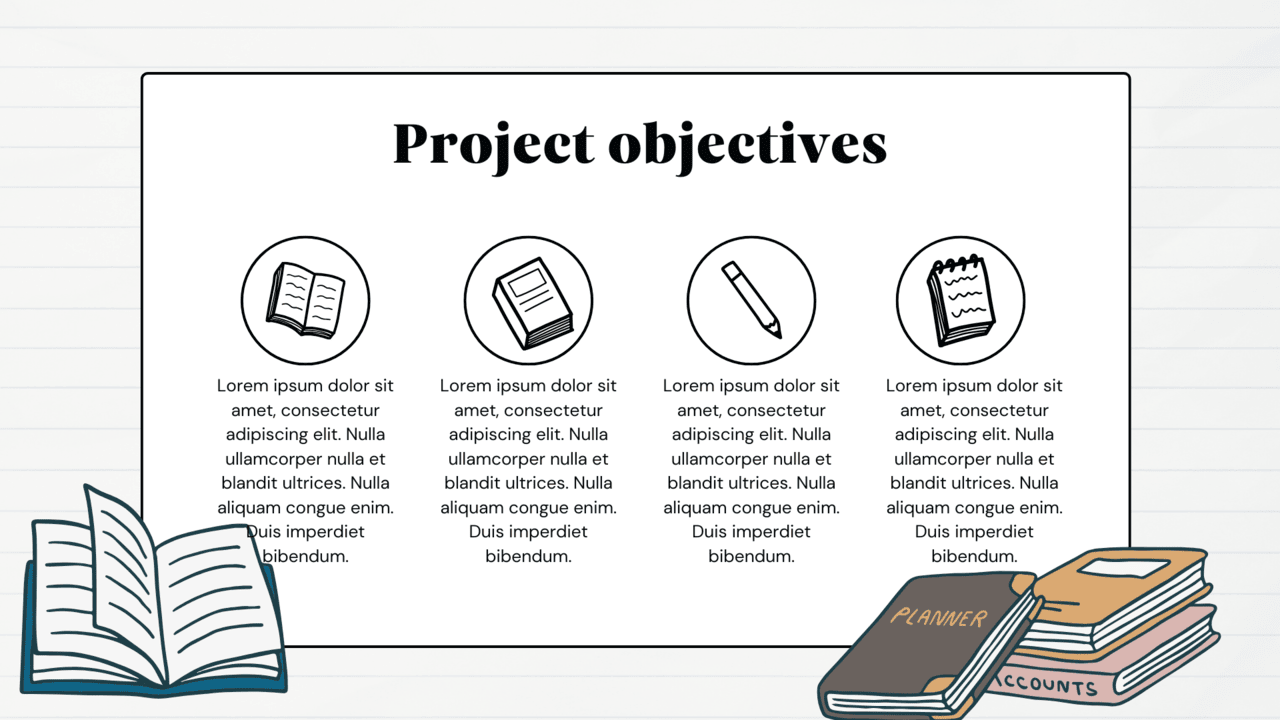 Project objectives
Lorem ipsum dolor sit
amet, consectetur
adipiscing elit. Nulla
ullamcorper nulla et
blandit ultrices. Nulla
aliquam congue enim.
Duis imperdiet
bibendum.
Lorem ipsum dolor sit
amet, consectetur
adipiscing elit. Nulla
ullamcorper nulla et
blandit ultrices. Nulla
aliquam congue enim.
Duis imperdiet
bibendum.
Lorem ipsum dolor sit
amet, consectetur
adipiscing elit. Nulla
ullamcorper nulla et
blandit ultrices. Nulla
aliquam congue enim.
Duis imperdiet
bibendum.
Lorem ipsum dolor sit
amet, consectetur
adipiscing elit. Nulla
ullamcorper nulla et
blandit ultrices. Nulla
aliquam congue enim.
Duis imperdiet
bibendum.
PLANNER
ACCOUNTS